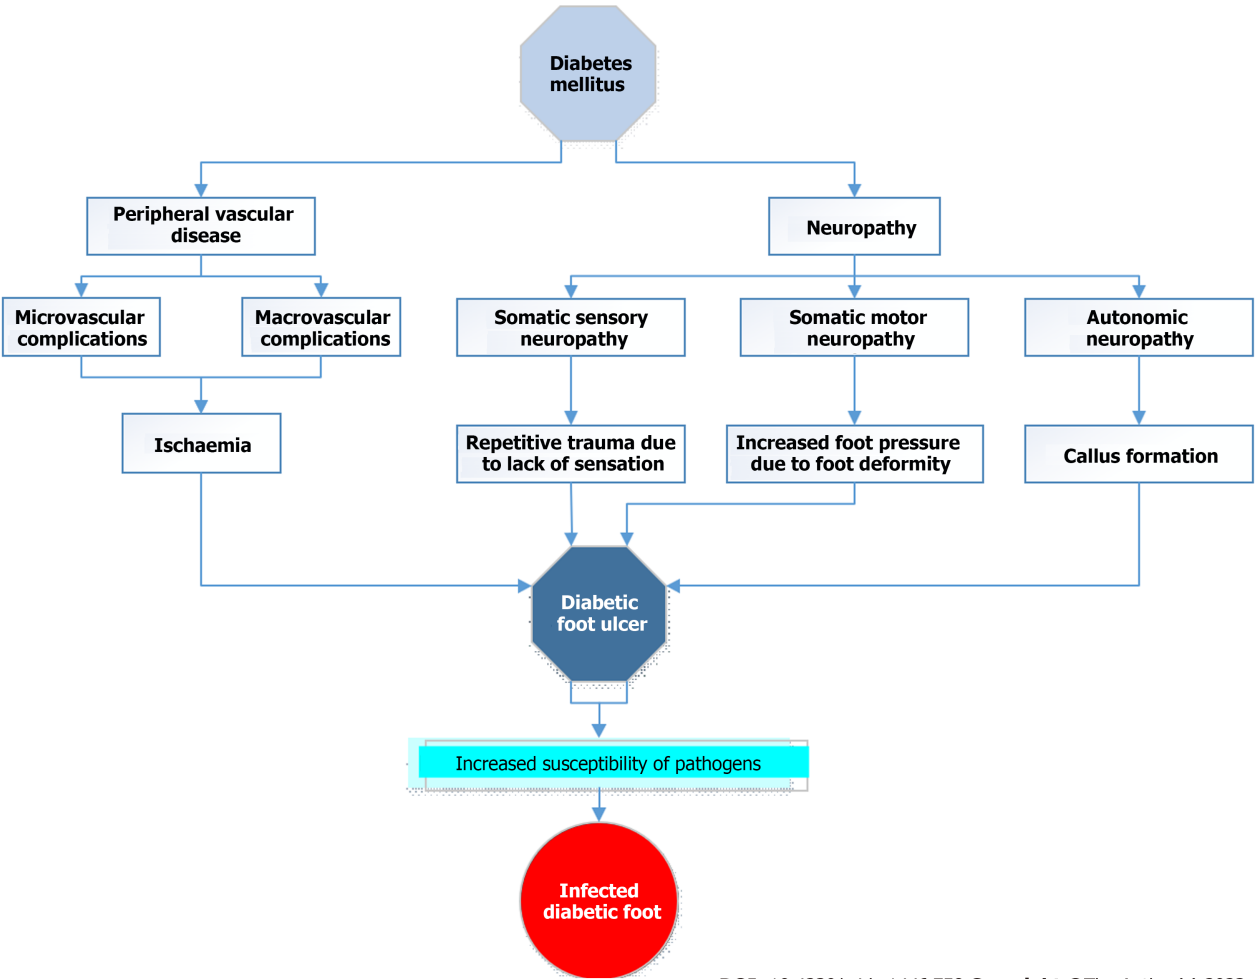 Diabetes
mellitus
Peripheral vascular
disease
Neuropathy
Microvascular
complications
Macrovascular
complications
Somatic sensory
neuropathy
Somatic motor
neuropathy
Autonomic
neuropathy
Ischaemia
Repetitive trauma due
to lack of sensation
Increased foot pressure
due to foot deformity
Callus formation
Diabetic
foot ulcer
Increased susceptibility of pathogens
Infected
diabetic foot